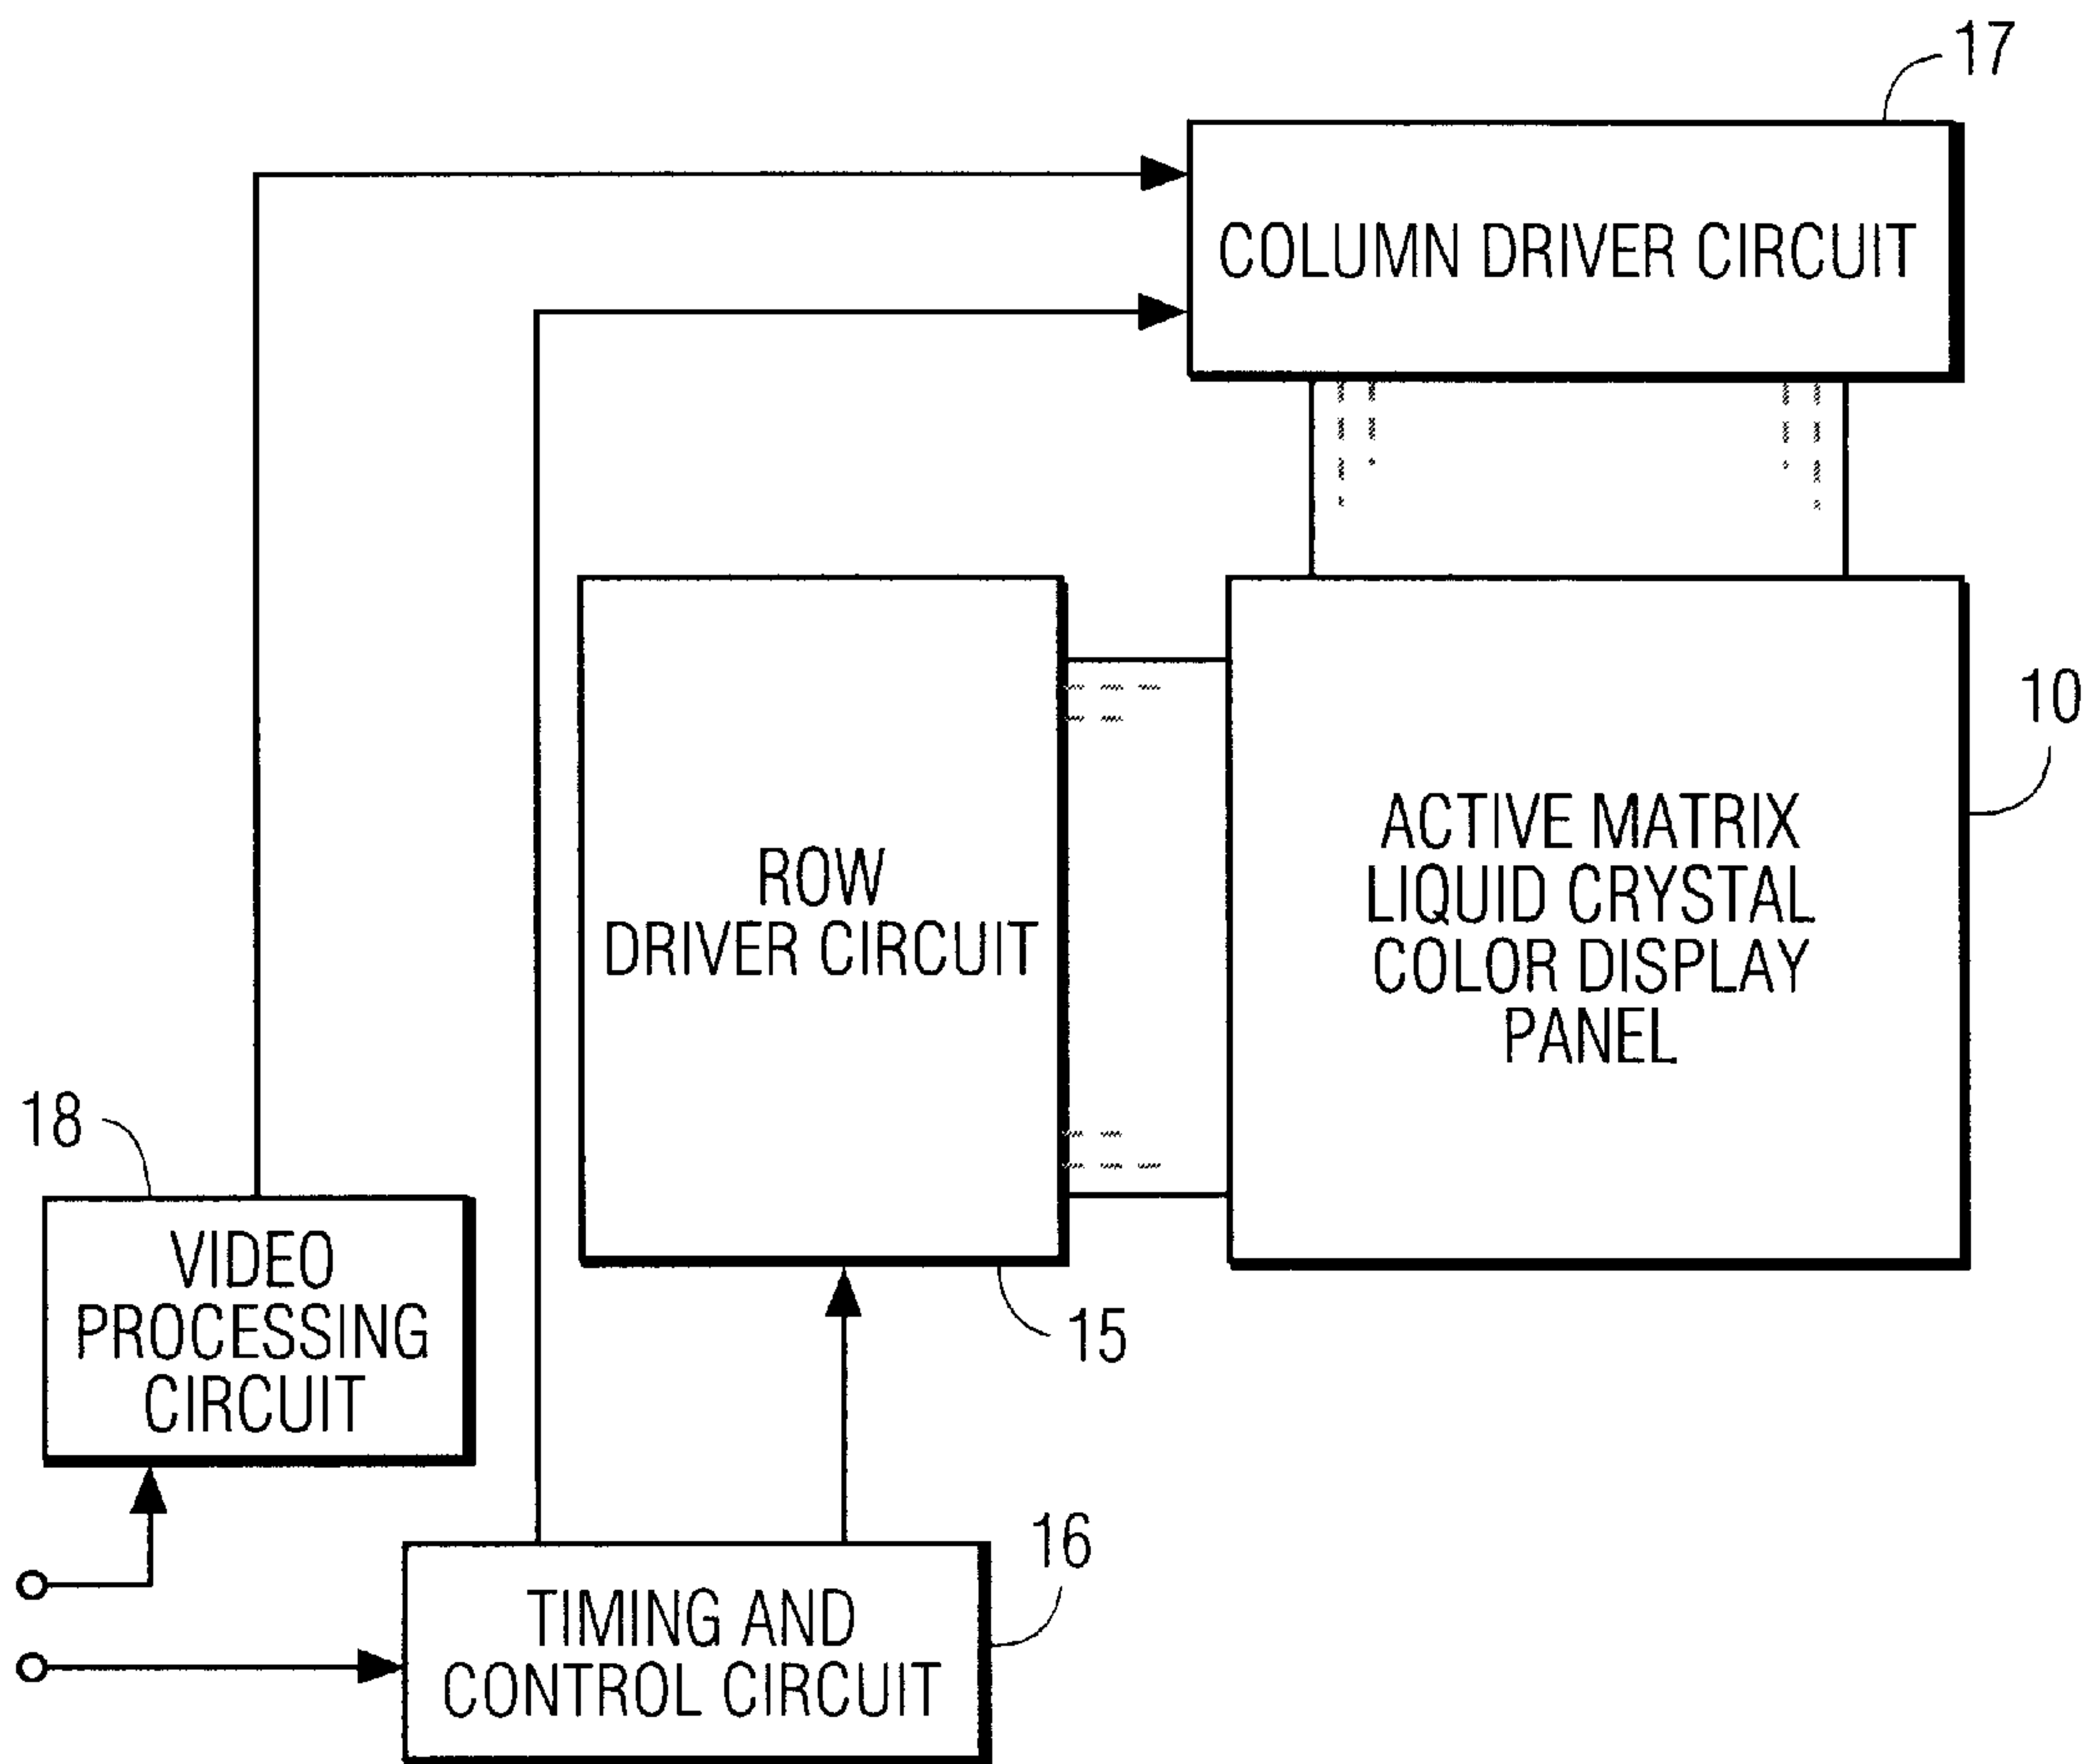 17
COLUMN DRIVER CIRCUIT
10
ROW
DRIVER CIRCUIT
ACTIVE MATRIX
LIQUID CRYSTAL
COLOR DISPLAY
PANEL
18
VIDEO
PROCESSING
CIRCUIT
15
16
TIMING AND
CONTROL CIRCUIT